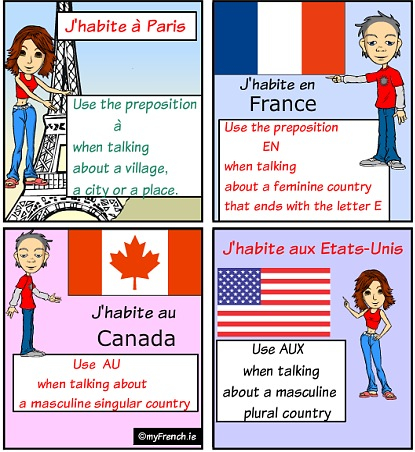 J'habite à Paris
Use the preposition
à
when talking
about a village,
a city or a place.
J'habite en
France
Use the preposition
EN
when talking
about a feminine country
that ends with the letter E
J'habite au
Canada
Use AU
when talking about
a masculine singular country
©myFrench.ie
J'habite aux Etats-Unis
Use AUX
when talking
about a masculine
plural country